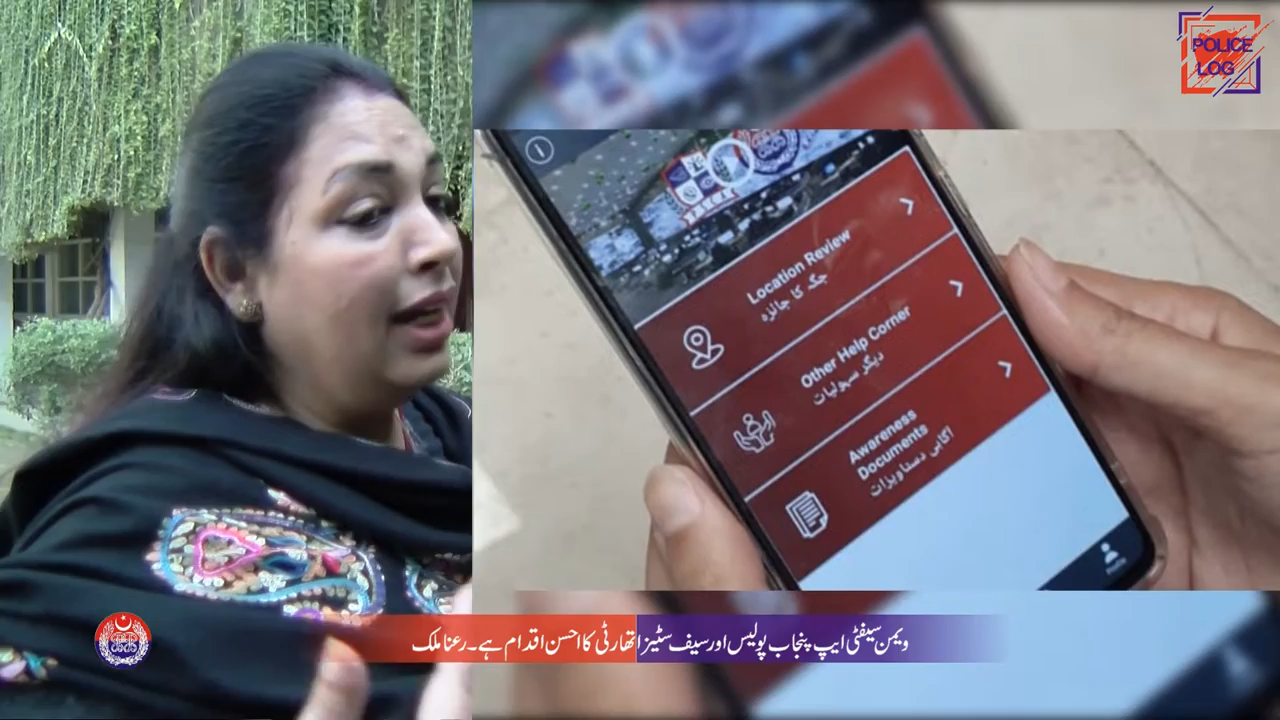 POLICE
LOG
Location Review
جگہ کا جائزہ
Other Help Corner
دیگر سہولیات
Awareness
Documents
آگاہی دستاویزات
ویمن سیفٹی ایپ پنجاب پولیس اور سیف سٹیز اتھارٹی کا احسن اقدام ہے۔ رعنا ملک